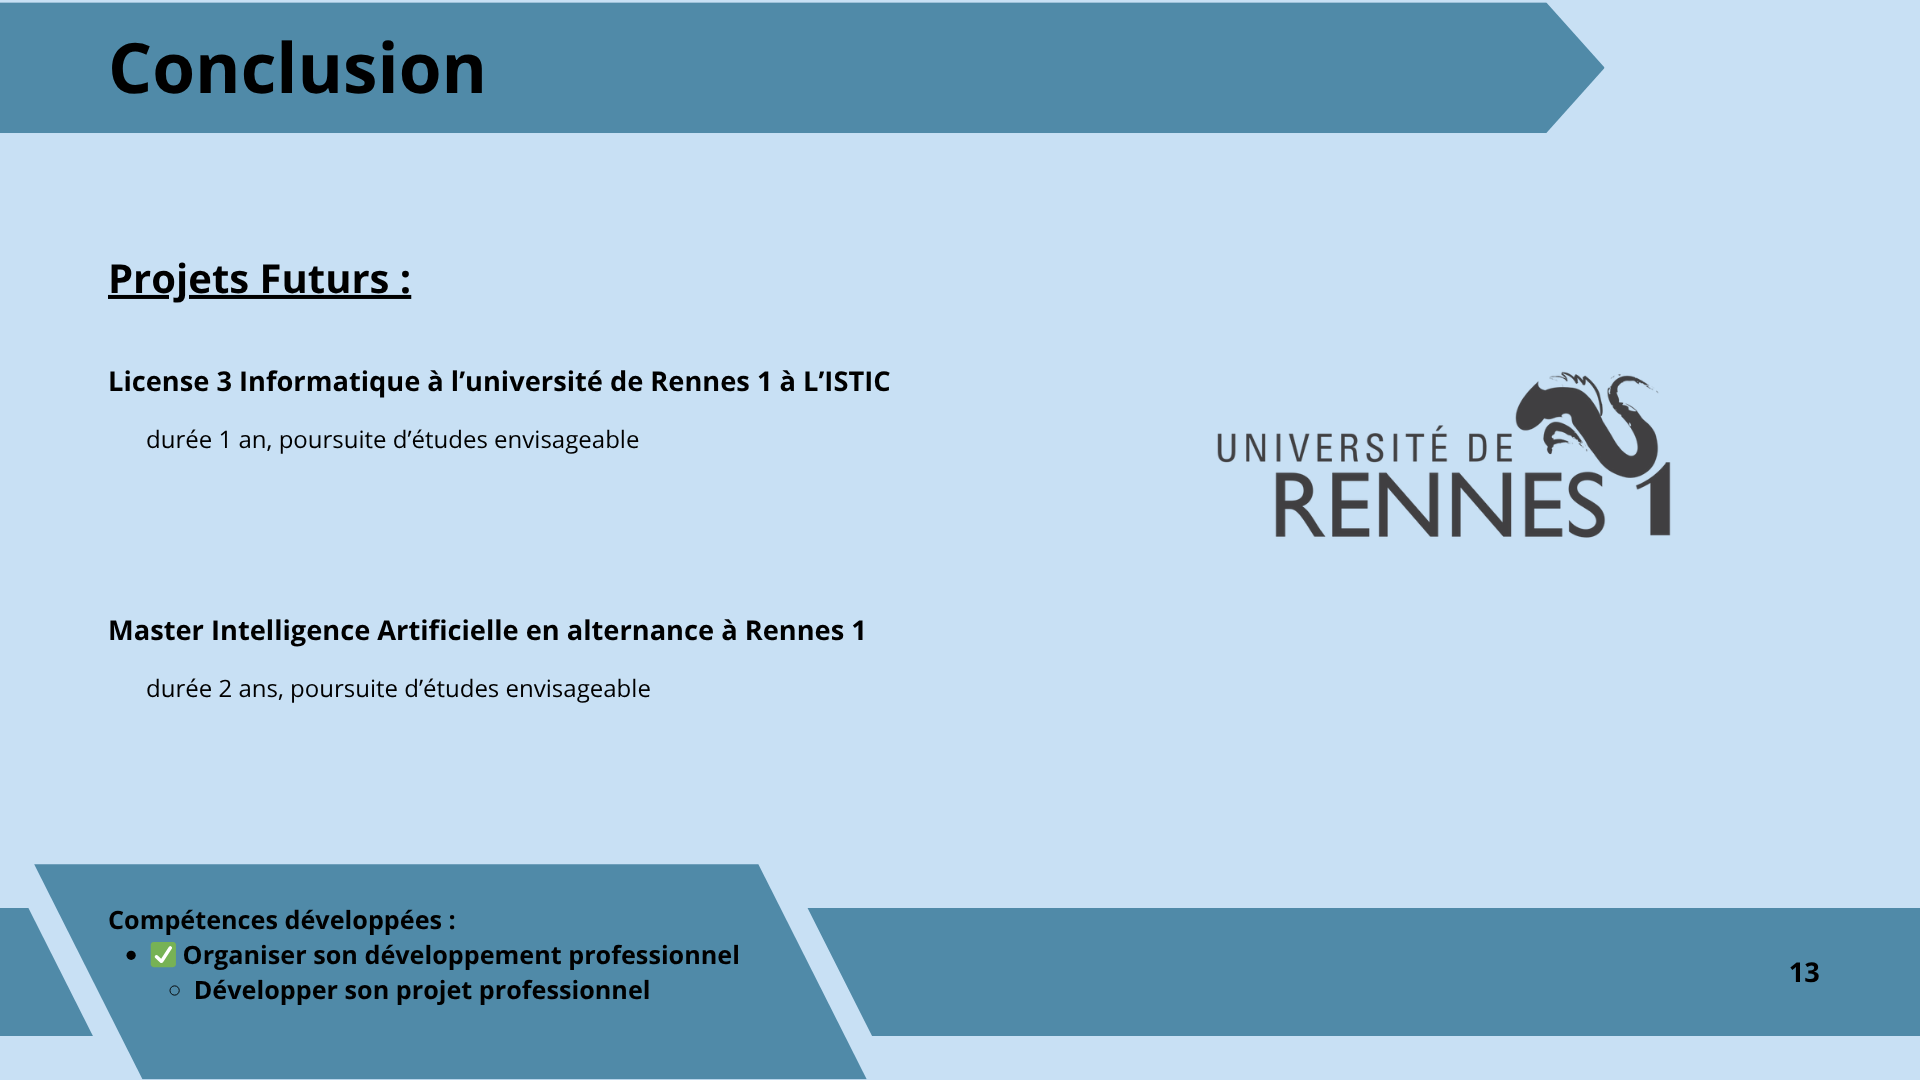 Conclusion
Projets Futurs :
License 3 Informatique à l’université de Rennes 1 à L’ISTIC
durée 1 an, poursuite d’études envisageable
UNIVERSITÉ DE
RENNES 1
Master Intelligence Artificielle en alternance à Rennes 1
durée 2 ans, poursuite d’études envisageable
Compétences développées :
• ✅ Organiser son développement professionnel
○ Développer son projet professionnel
13